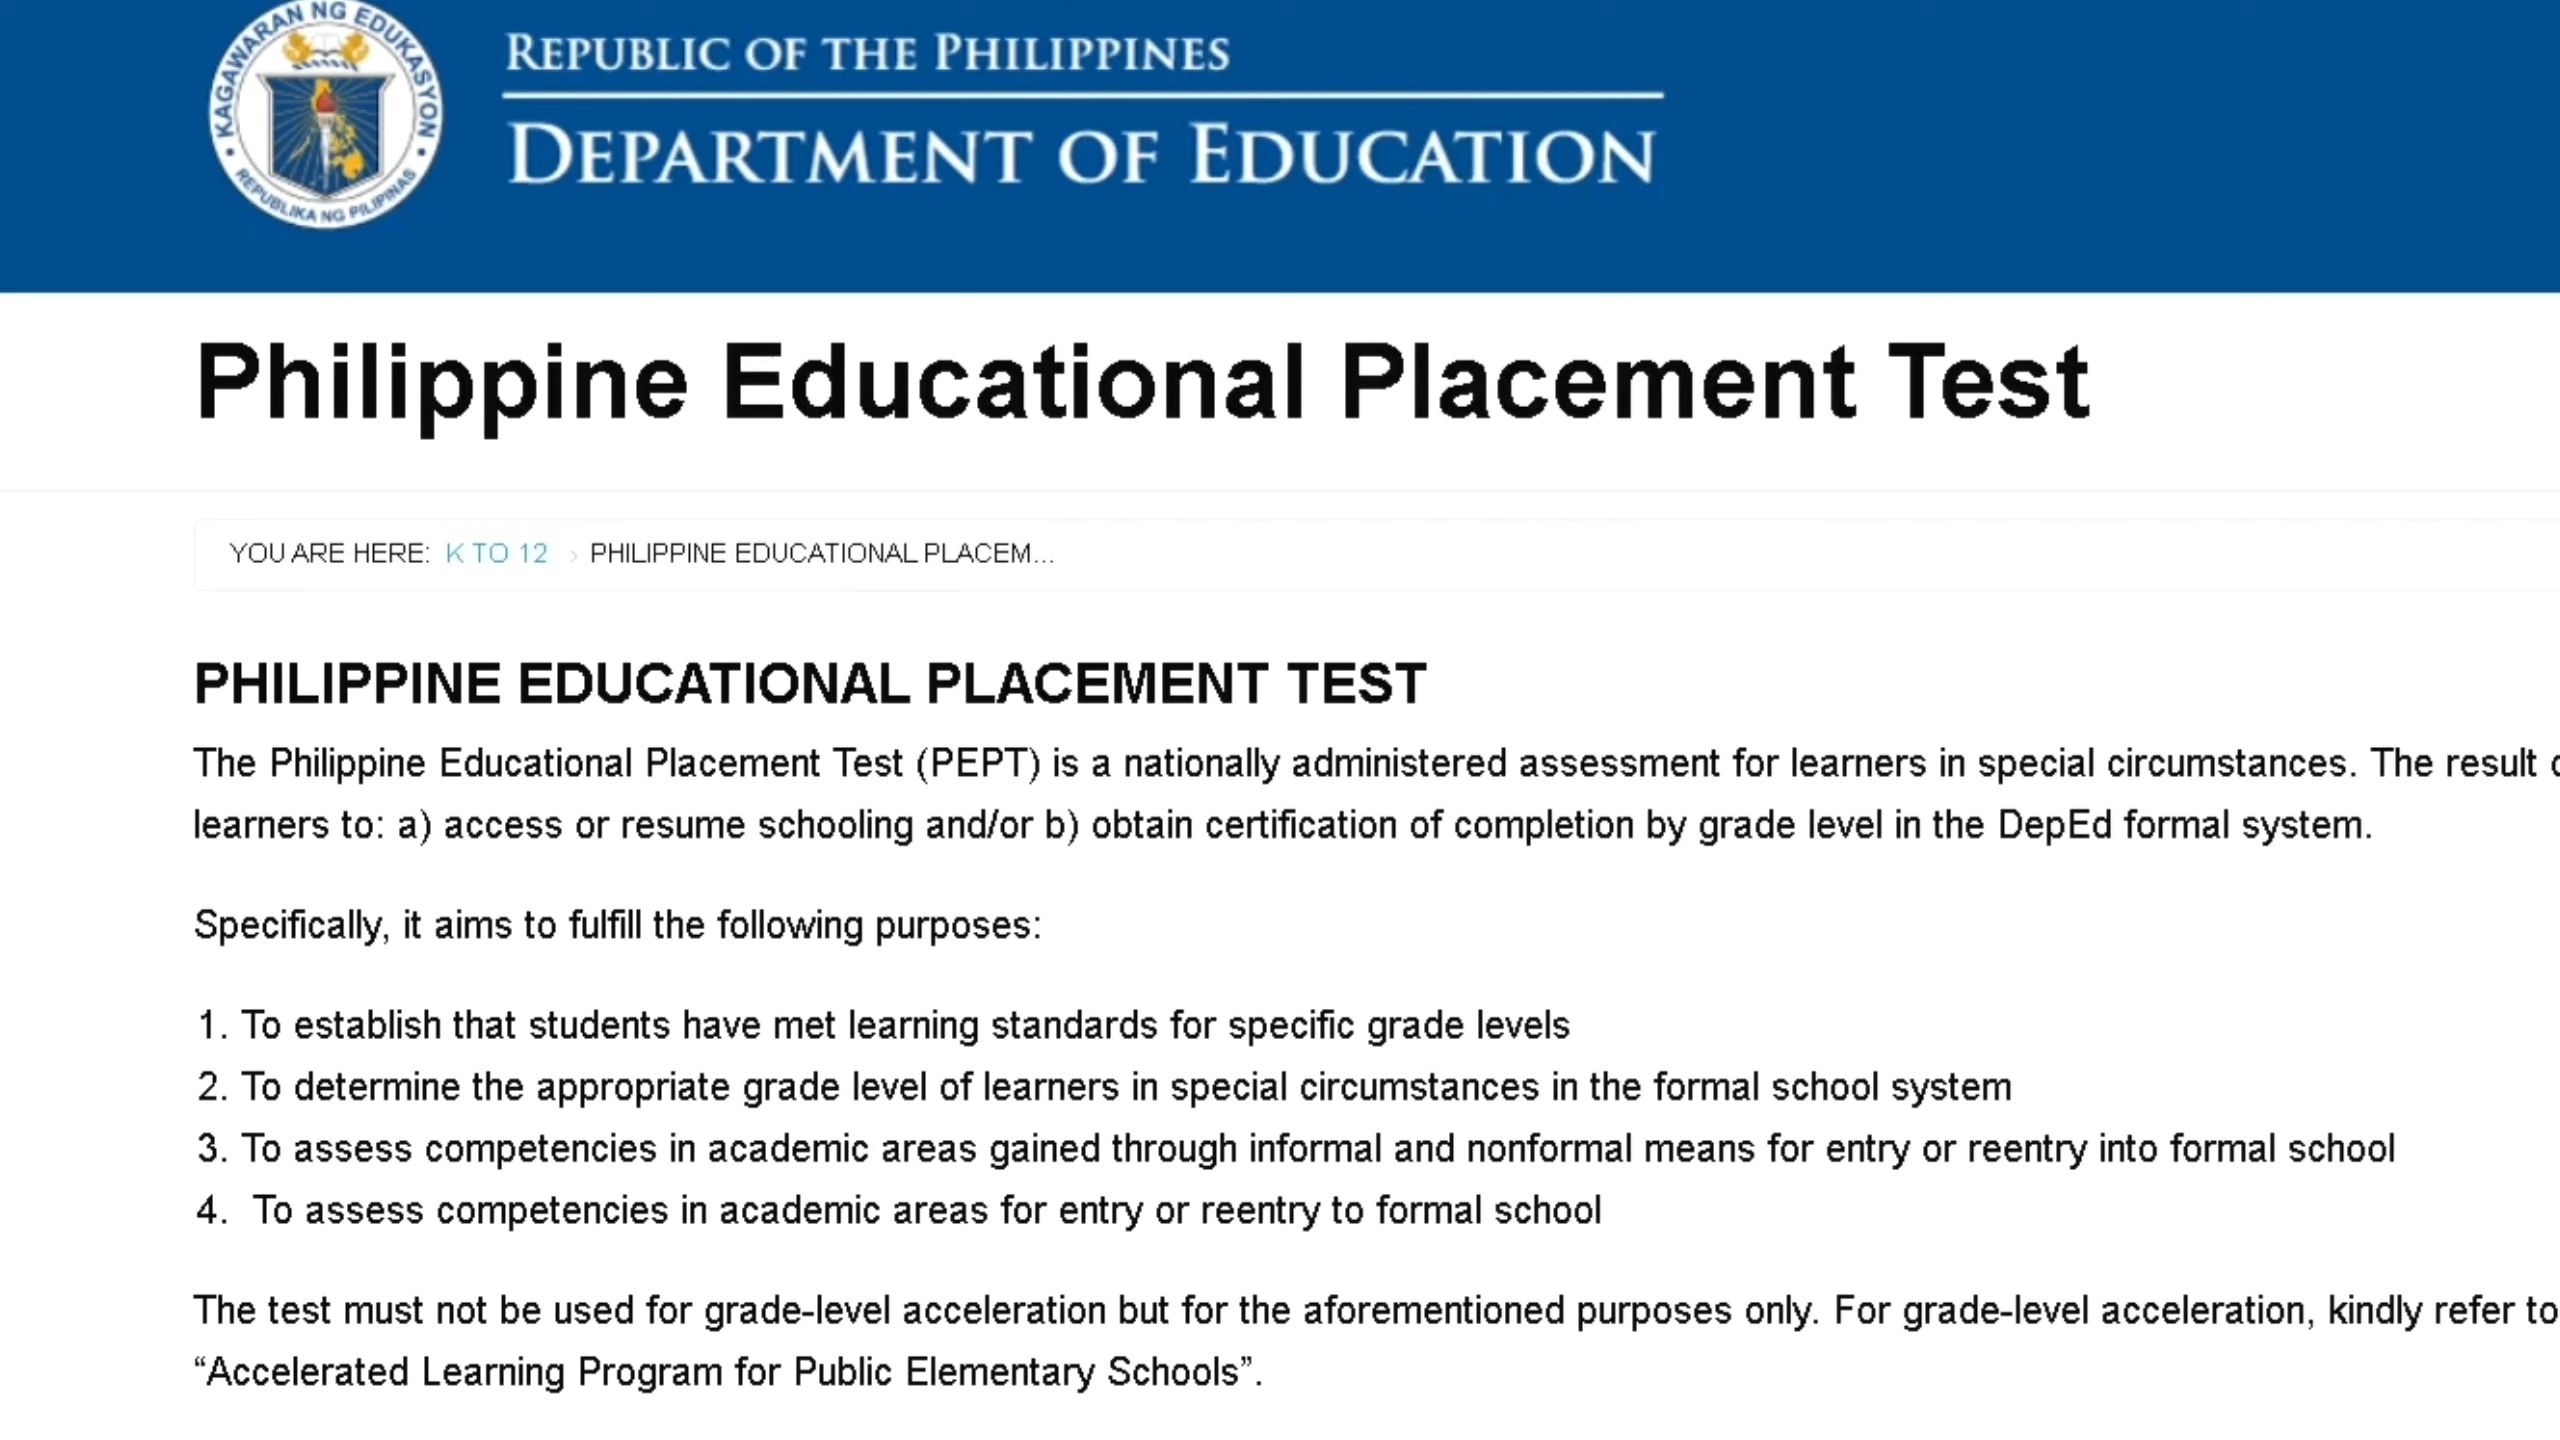 KAGAWARAN NG EDUKASYON
REPUBLIKA NG PILIPINAS
REPUBLIC OF THE PHILIPPINES
DEPARTMENT OF EDUCATION
Philippine Educational Placement Test
YOU ARE HERE: K TO 12 › PHILIPPINE EDUCATIONAL PLACEM...
PHILIPPINE EDUCATIONAL PLACEMENT TEST
The Philippine Educational Placement Test (PEPT) is a nationally administered assessment for learners in special circumstances. The result
learners to: a) access or resume schooling and/or b) obtain certification of completion by grade level in the DepEd formal system.
Specifically, it aims to fulfill the following purposes:
1. To establish that students have met learning standards for specific grade levels
2. To determine the appropriate grade level of learners in special circumstances in the formal school system
3. To assess competencies in academic areas gained through informal and nonformal means for entry or reentry into formal school
4. To assess competencies in academic areas for entry or reentry to formal school
The test must not be used for grade-level acceleration but for the aforementioned purposes only. For grade-level acceleration, kindly refer to
“Accelerated Learning Program for Public Elementary Schools”.